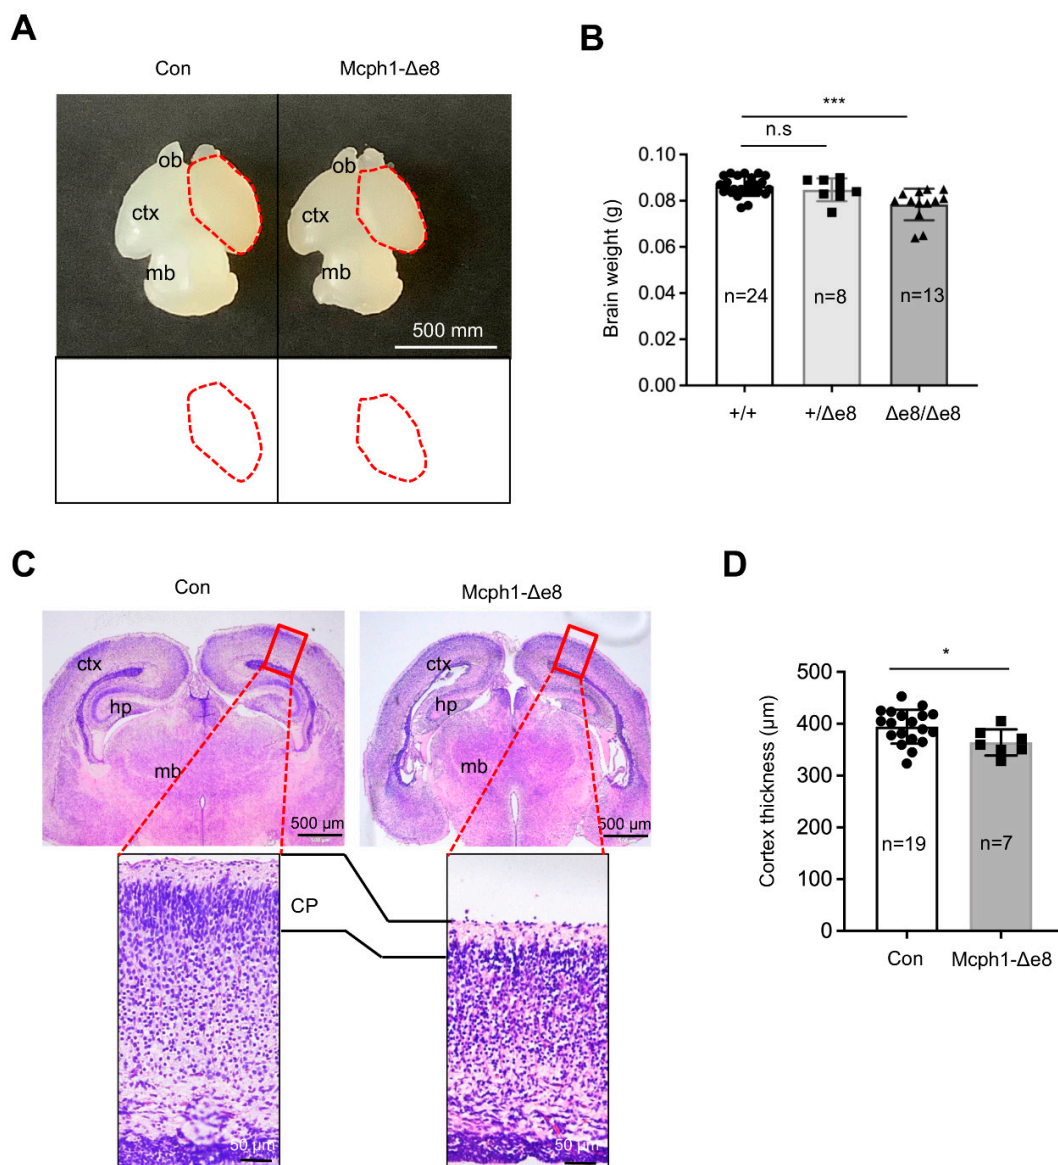 A
Con
Mcph1-Δe8
ob
ctx
mb
ob
ctx
mb
500 mm
B
***
n.s
Brain weight (g)
0.10
0.08
0.06
0.04
0.02
0.00
n=24
n=8
n=13
+/+
+/Δe8
Δe8/Δe8
C
Con
Mcph1-Δe8
ctx
hp
mb
500 µm
ctx
hp
mb
500 µm
CP
50 µm
50 µm
D
*
Cortex thickness (µm)
500
400
300
200
100
0
n=19
n=7
Con
Mcph1-Δe8